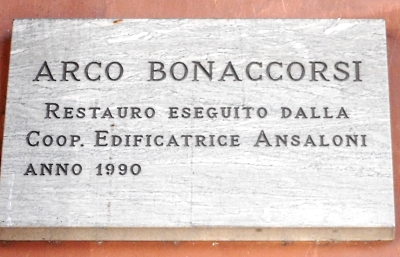 ARCO BONACCORSI
RESTAURO ESEGUITO DALLA
COOP. EDIFICATRICE ANSALONI
ANNO 1990